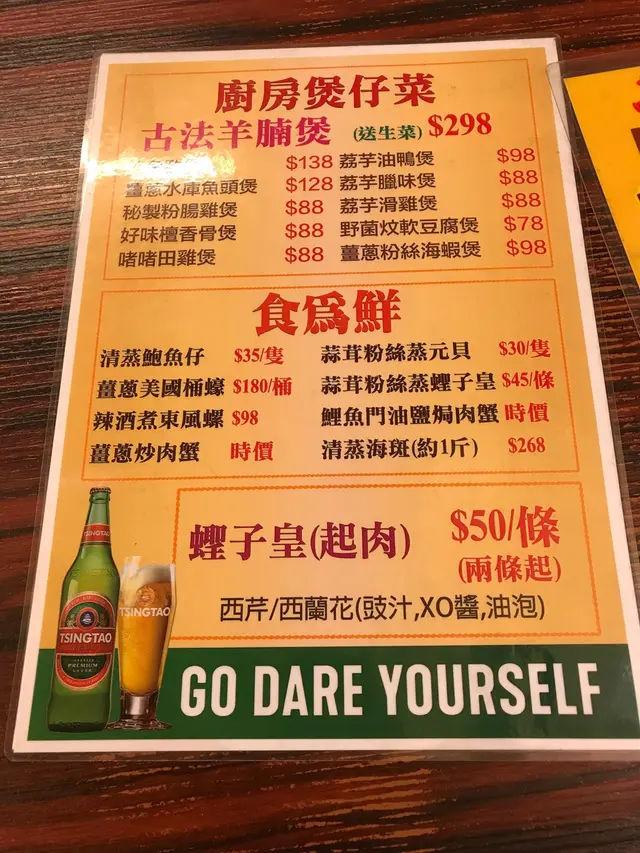 廚房煲仔菜
古法羊腩煲 (送生菜) $298
$138 荔芋油鴨煲 $98
薑蔥水庫魚頭煲 $128 荔芋臘味煲 $88
秘製粉腸雞煲 $88 荔芋滑雞煲 $88
好味檀香骨煲 $88 野菌炆軟豆腐煲 $78
啫啫田雞煲 $88 薑蔥粉絲海蝦煲 $98
食爲鮮
清蒸鮑魚仔 $35/隻 蒜茸粉絲蒸元貝 $30/隻
薑蔥美國桶蠔 $180/桶 蒜茸粉絲蒸蟶子皇 $45/條
辣酒煮東風螺 $98 鯉魚門油鹽焗肉蟹 時價
薑蔥炒肉蟹 時價 清蒸海斑(約1斤) $268
蟶子皇(起肉) $50/條
(兩條起)
西芹/西蘭花(豉汁,XO醬,油泡)
TSINGTAO
TSINGTAO
TSINGTAO
PREMIUM
LAGER
GO DARE YOURSELF